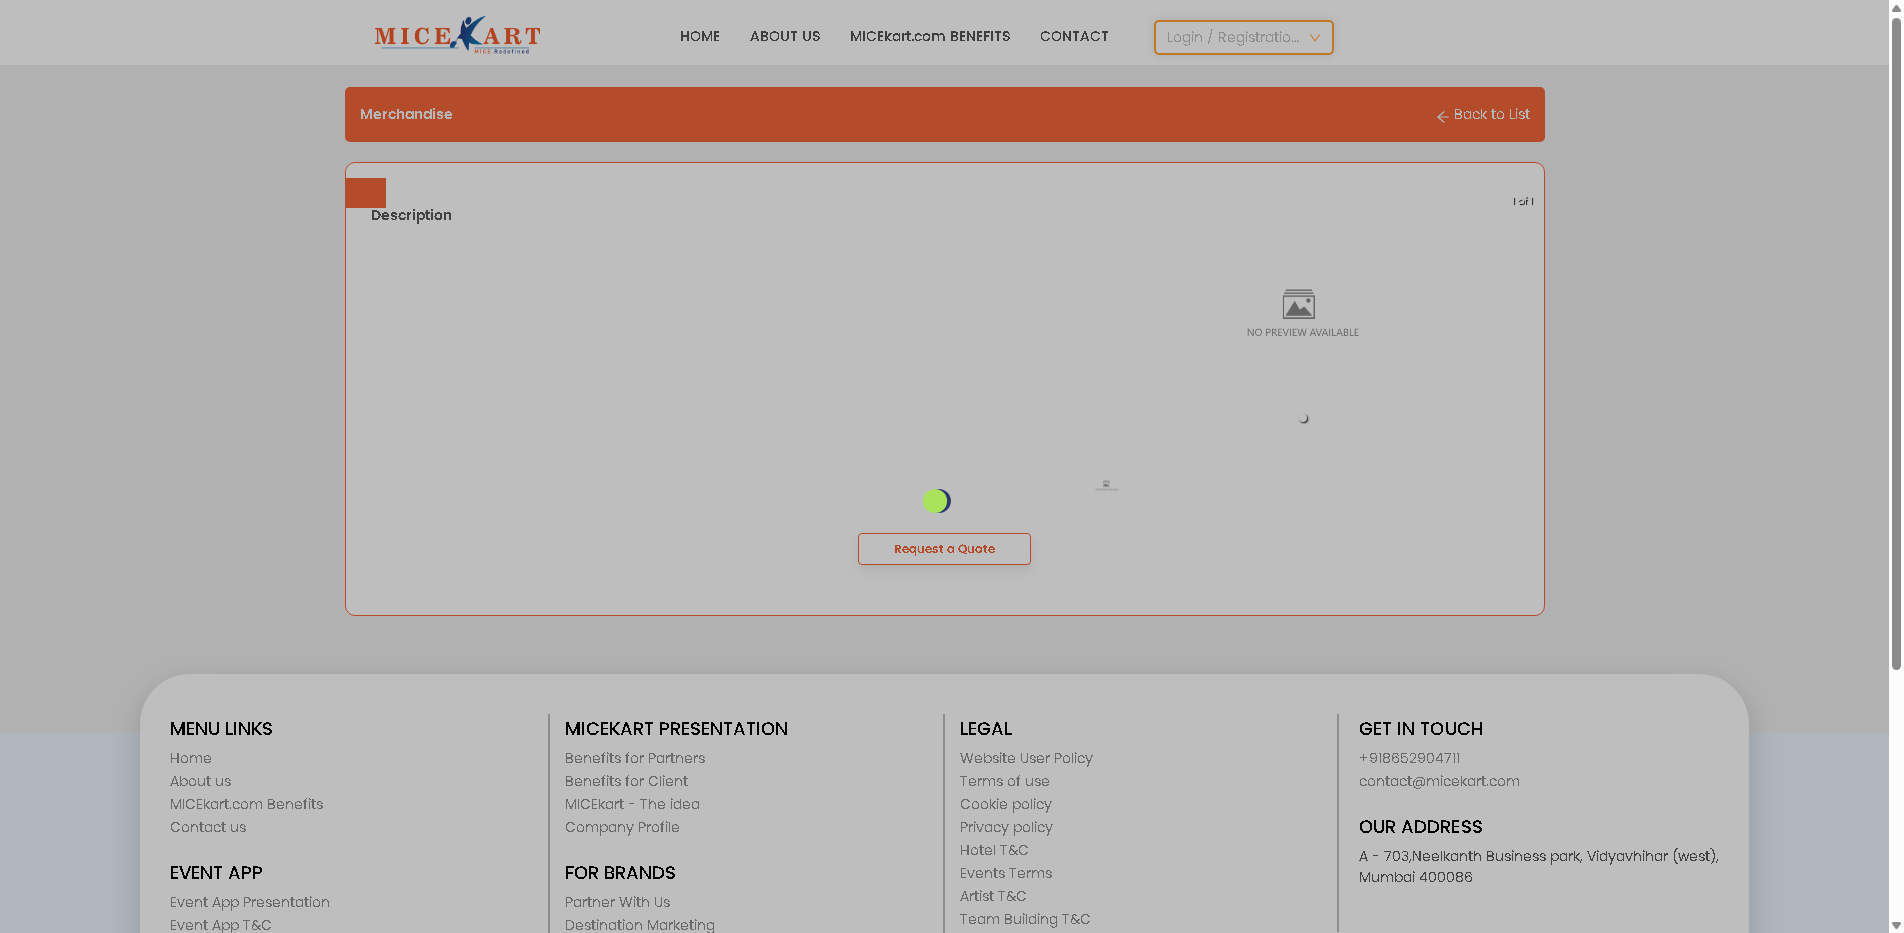 MICEKART
MICE Redefined
HOME
ABOUT US
MICEkart.com BENEFITS
CONTACT
Login / Registratio...
Merchandise
Back to List
Description
1 of 1
NO PREVIEW AVAILABLE
Request a Quote
MENU LINKS
Home
About us
MICEkart.com Benefits
Contact us
EVENT APP
Event App Presentation
Event App T&C
MICEKART PRESENTATION
Benefits for Partners
Benefits for Client
MICEkart - The idea
Company Profile
FOR BRANDS
Partner With Us
Destination Marketing
LEGAL
Website User Policy
Terms of use
Cookie policy
Privacy policy
Hotel T&C
Events Terms
Artist T&C
Team Building T&C
GET IN TOUCH
+918652904711
contact@micekart.com
OUR ADDRESS
A - 703,Neelkanth Business park, Vidyavhihar (west),
Mumbai 400086